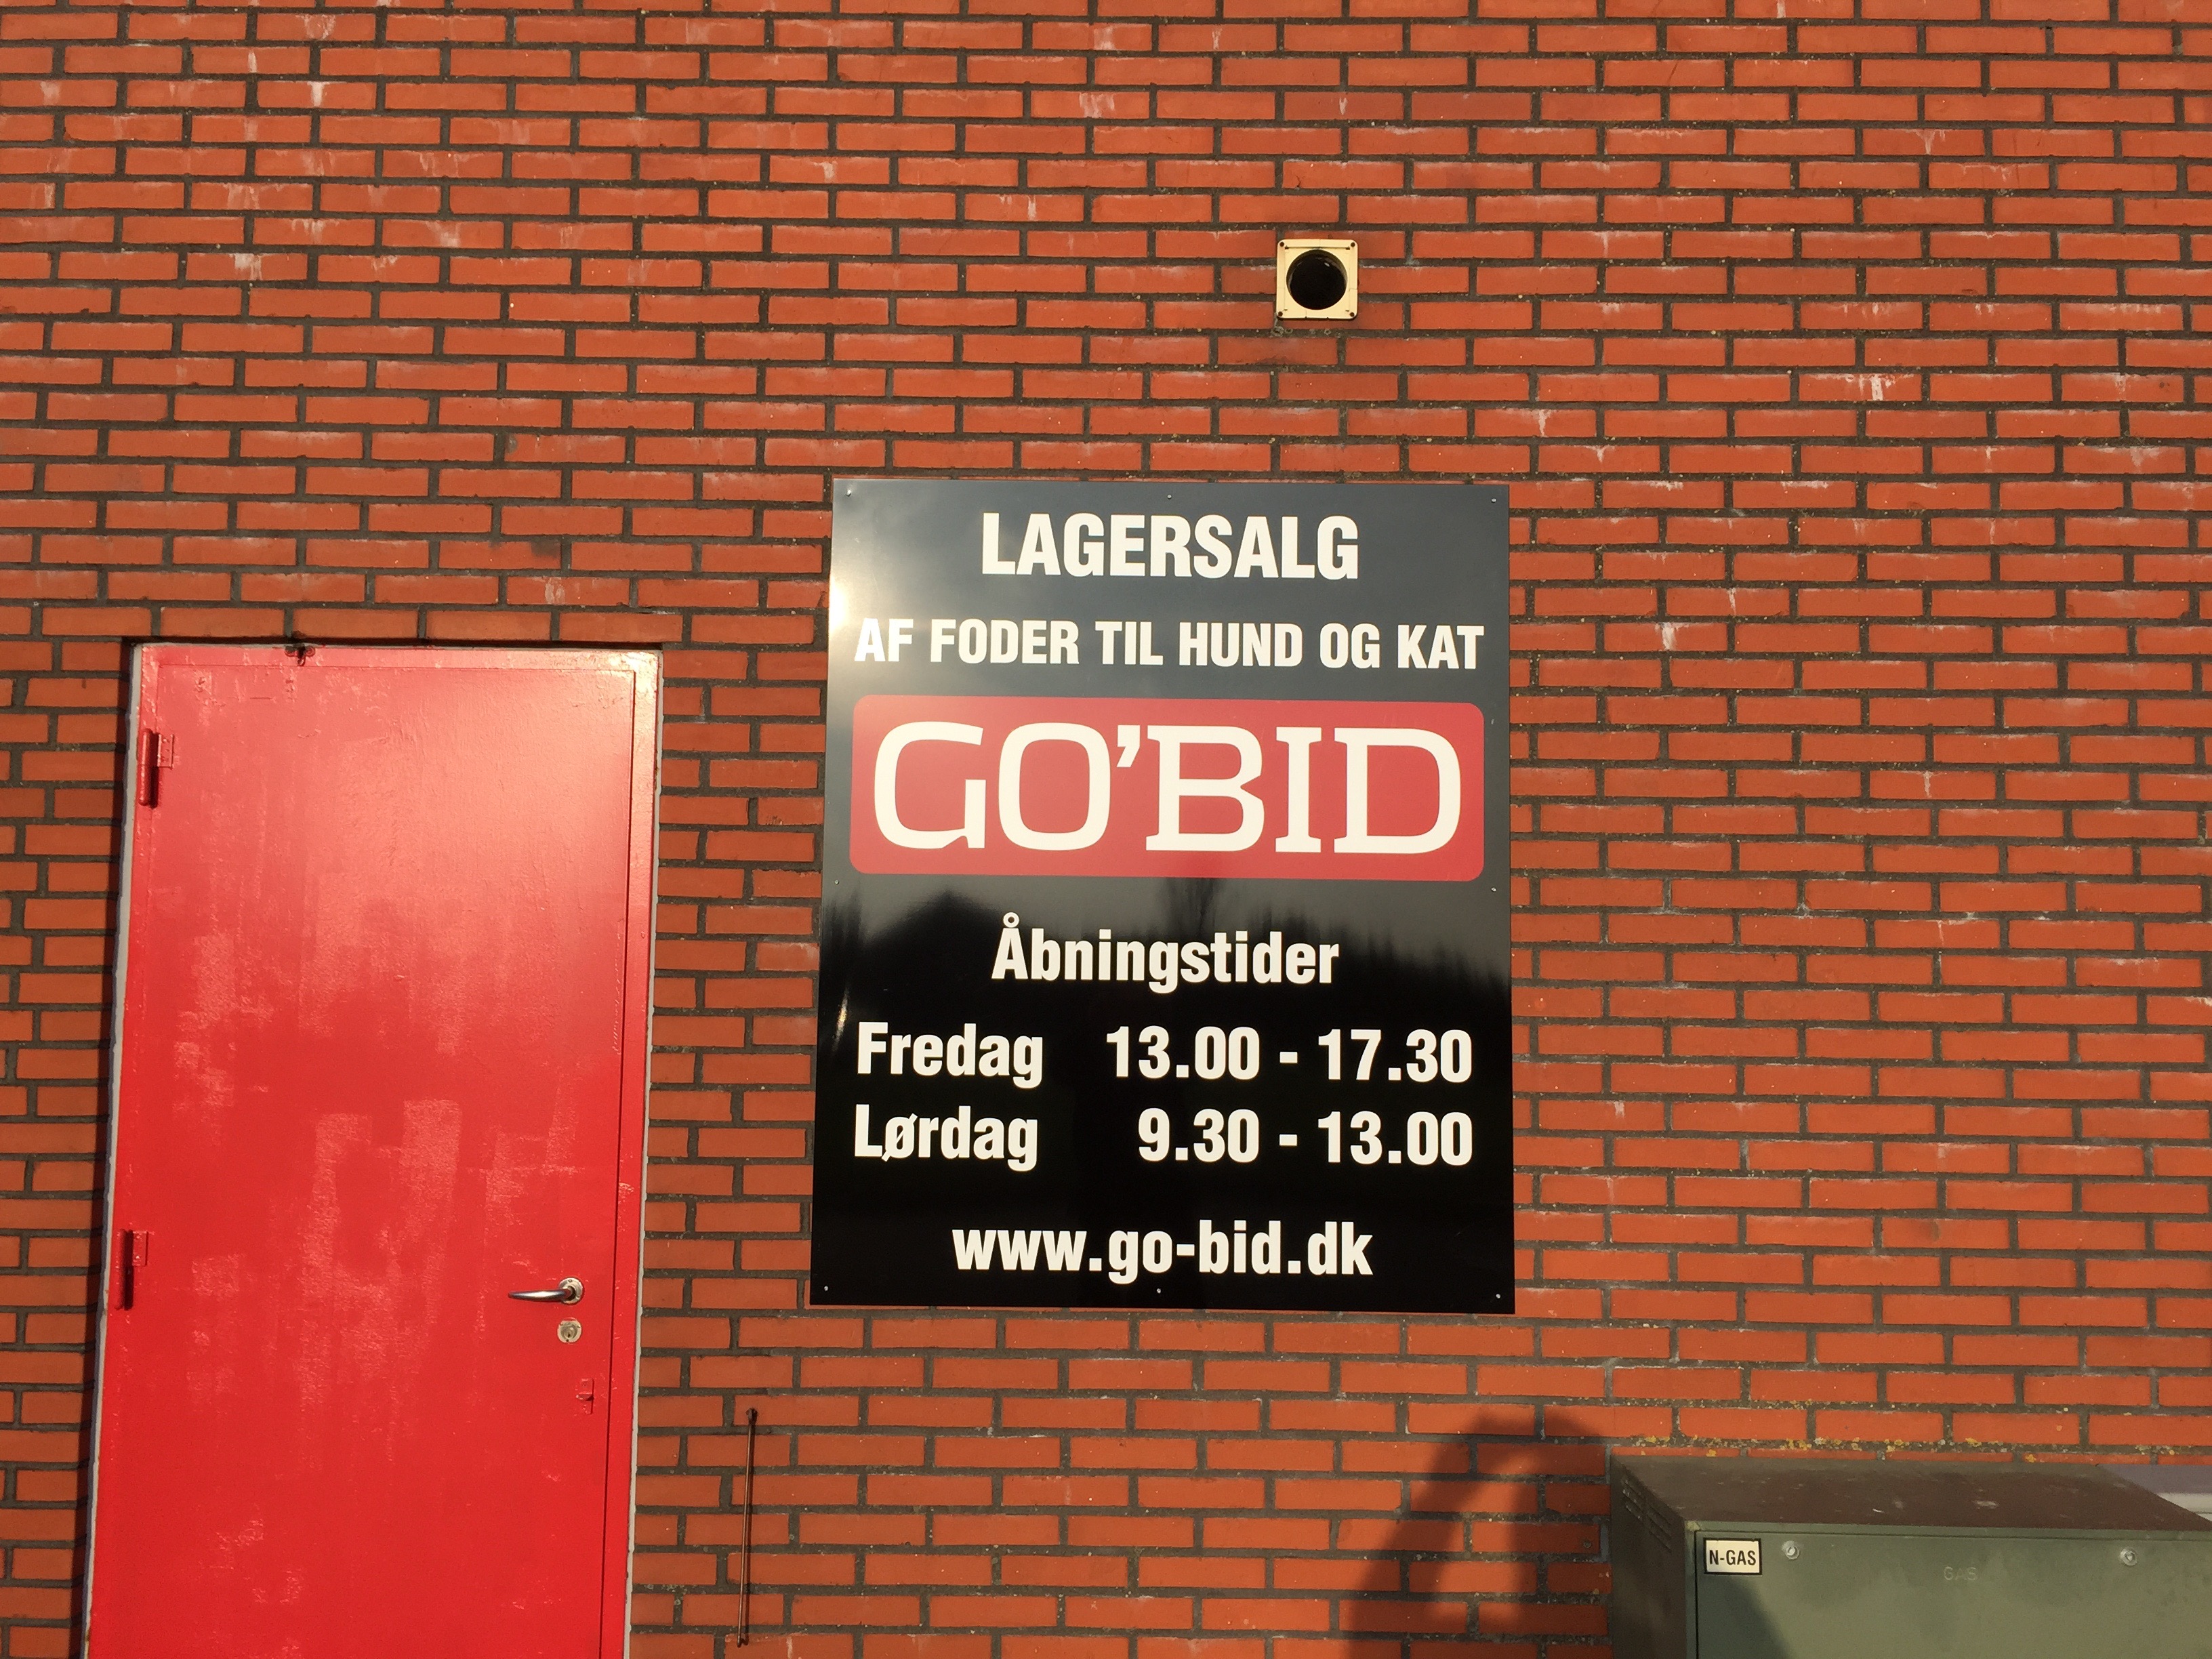 LAGERSALG
AF FODER TIL HUND OG KAT
GO'BID
Åbningstider
Fredag 13.00 - 17.30
Lørdag 9.30 - 13.00
www.go-bid.dk
N-GAS
GAS